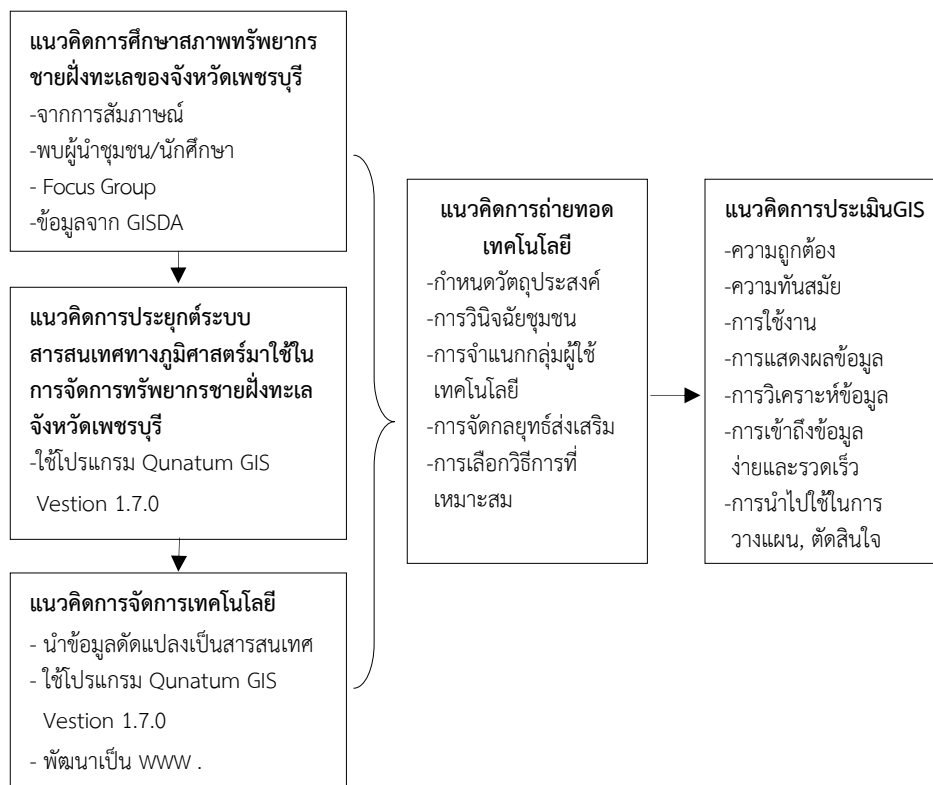 แนวคิดการศึกษาสภาพทรัพยากร
ชายฝั่งทะเลของจังหวัดเพชรบุรี
-จากการสัมภาษณ์
-พบผู้นำชุมชน/นักศึกษา
- Focus Group
-ข้อมูลจาก GISDA
แนวคิดการประยุกต์ระบบ
สารสนเทศทางภูมิศาสตร์มาใช้ใน
การจัดการทรัพยากรชายฝั่งทะเล
จังหวัดเพชรบุรี
-ใช้โปรแกรม Qunatum GIS
Vestion 1.7.0
แนวคิดการจัดการเทคโนโลยี
- นำข้อมูลดัดแปลงเป็นสารสนเทศ
- ใช้โปรแกรม Qunatum GIS
Vestion 1.7.0
- พัฒนาเป็น WWW .
แนวคิดการถ่ายทอด
เทคโนโลยี
-กำหนดวัตถุประสงค์
-การวินิจฉัยชุมชน
-การจำแนกกลุ่มผู้ใช้
เทคโนโลยี
-การจัดกลยุทธ์ส่งเสริม
-การเลือกวิธีการที่
เหมาะสม
แนวคิดการประเมินGIS
-ความถูกต้อง
-ความทันสมัย
-การใช้งาน
-การแสดงผลข้อมูล
-การวิเคราะห์ข้อมูล
-การเข้าถึงข้อมูล
ง่ายและรวดเร็ว
-การนำไปใช้ในการ
วางแผน, ตัดสินใจ